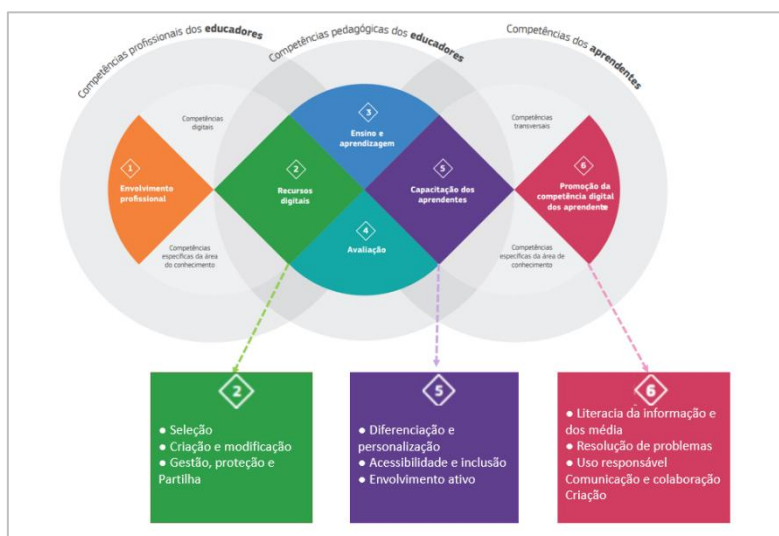 Competências profissionais dos educadores
Competências pedagógicas dos educadores
Competências dos aprendentes
Competências
digitais
3
Ensino e
aprendizagem
Competências
transversais
1
Envolvimento
profissional
2
Recursos
digitais
5
Capacitação dos
aprendentes
6
Promoção da
competência digital
dos aprendente
4
Avaliação
Competências
específicas da área
do conhecimento
Competências
específicas da área de
conhecimento
2
● Seleção
● Criação e modificação
● Gestão, proteção e
Partilha
5
● Diferenciação e
personalização
● Acessibilidade e inclusão
● Envolvimento ativo
6
● Literacia da informação e
dos média
● Resolução de problemas
● Uso responsável
Comunicação e colaboração
Criação